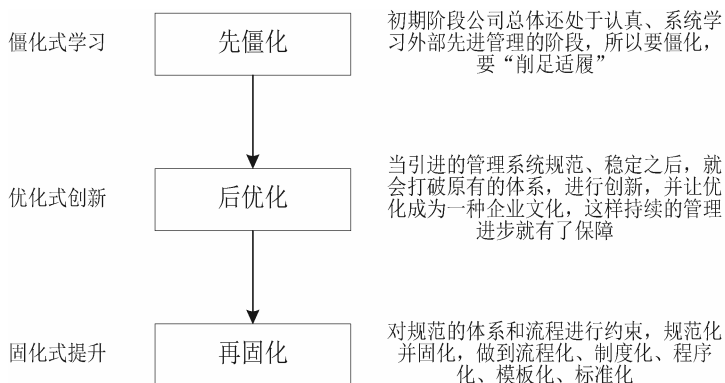 僵化式学习
先僵化
初期阶段公司总体还处于认真、系统学
习外部先进管理的阶段，所以要僵化，
要“削足适履”
优化式创新
后优化
当引进的管理系统规范、稳定之后，就
会打破原有的体系，进行创新，并让优
化成为一种企业文化，这样持续的管理
进步就有了保障
固化式提升
再固化
对规范的体系和流程进行约束，规范化
并固化，做到流程化、制度化、程序
化、模板化、标准化